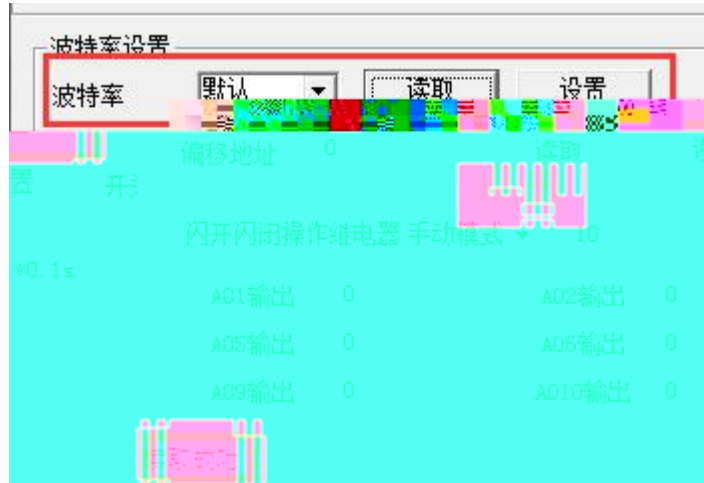 波特率设置
波特率 默认 读取 设置
偏移地址 0 读取
置 开
闪开闪闭操作继电器 手动模式 10
*0.1s
A01输出 0 A02输出 0
A05输出 0 A06输出 0
A09输出 0 A010输出 0